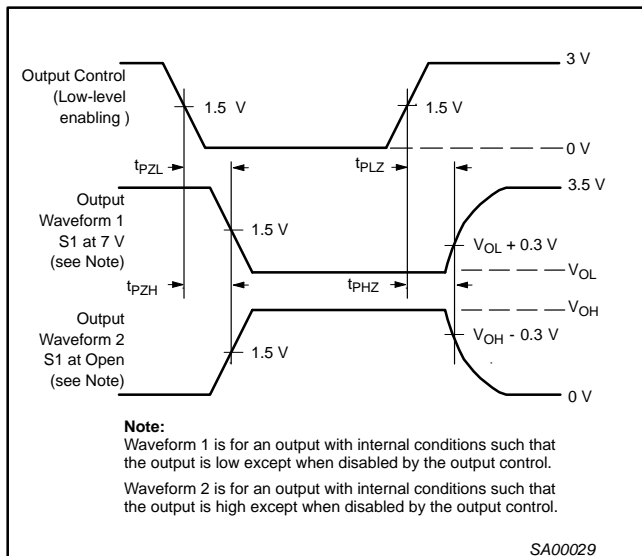 3 V
Output Control
(Low-level
enabling )
1.5 V
1.5 V
0 V
tPZL
tPLZ
3.5 V
Output
Waveform 1
S1 at 7 V
(see Note)
1.5 V
VOL + 0.3 V
VOL
tPZH
tPHZ
VOH
Output
Waveform 2
S1 at Open
(see Note)
1.5 V
VOH - 0.3 V
0 V
Note:
Waveform 1 is for an output with internal conditions such that
the output is low except when disabled by the output control.
Waveform 2 is for an output with internal conditions such that
the output is high except when disabled by the output control.
SA00029